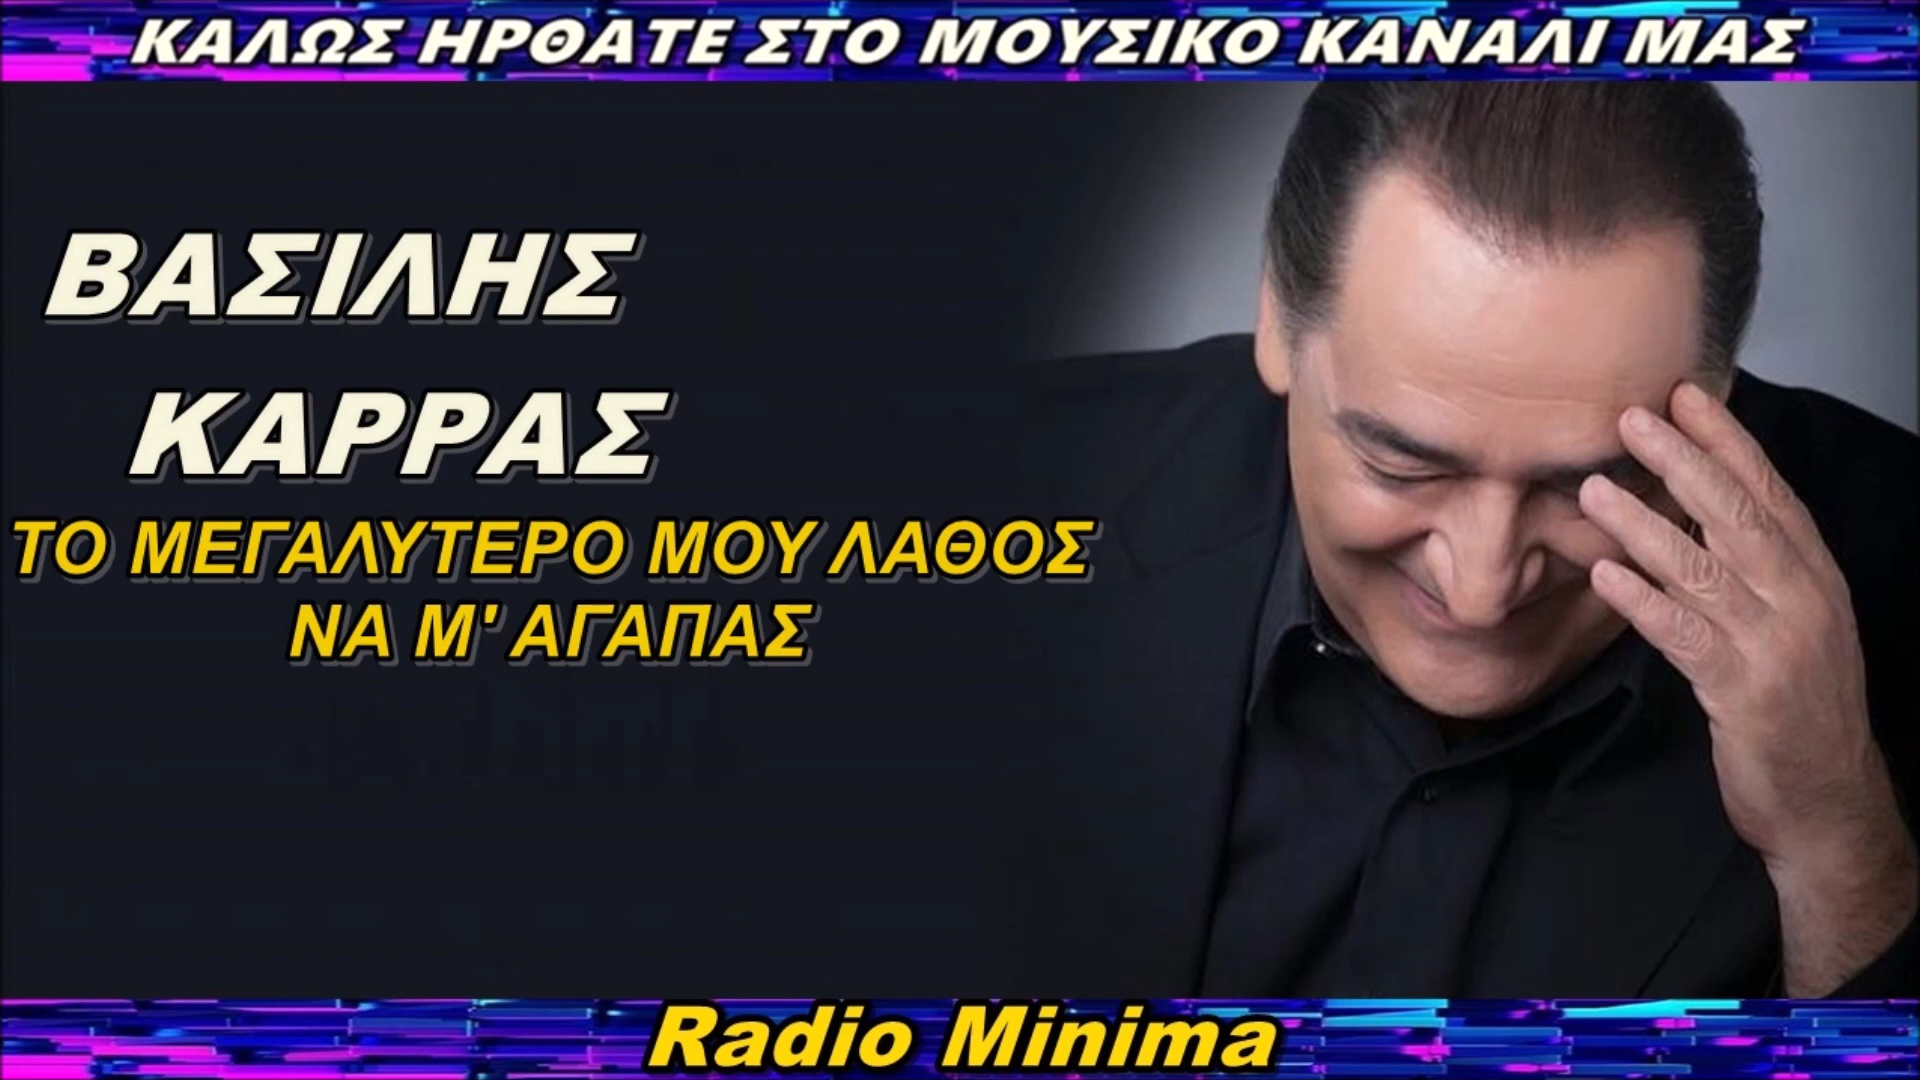 ΚΑΛΩΣ ΗΡΘΑΤΕ ΣΤΟ ΜΟΥΣΙΚΟ ΚΑΝΑΛΙ ΜΑΣ
ΒΑΣΙΛΗΣ
ΚΑΡΡΑΣ
ΤΟ ΜΕΓΑΛΥΤΕΡΟ ΜΟΥ ΛΑΘΟΣ
ΝΑ Μ' ΑΓΑΠΑΣ
Radio Minima